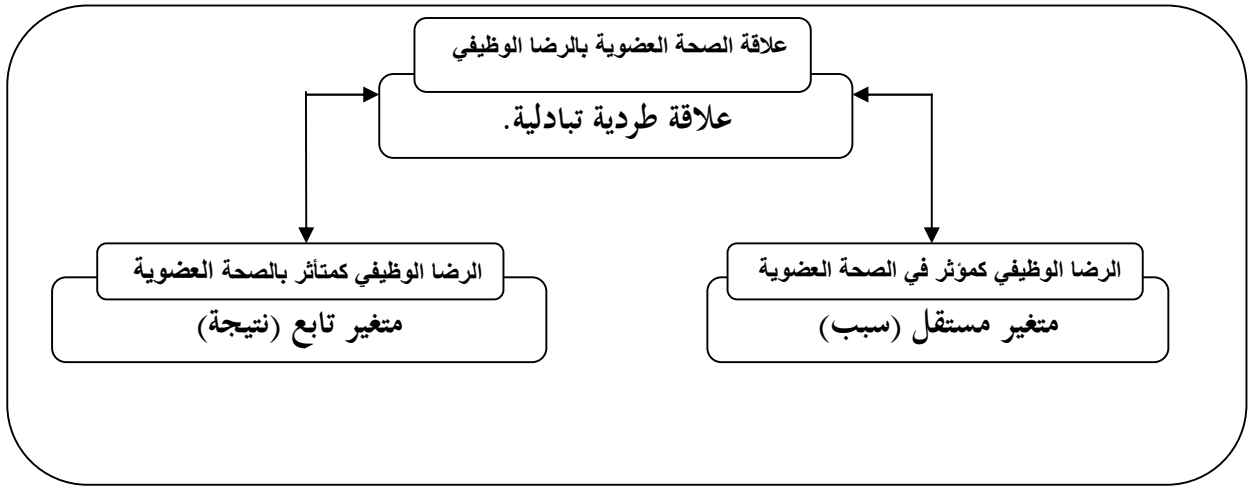 علاقة الصحة العضوية بالرضا الوظيفي
علاقة طردية تبادلية.
الرضا الوظيفي كمؤثر في الصحة العضوية
متغير مستقل (سبب)
الرضا الوظيفي كمتأثر بالصحة العضوية
متغير تابع (نتيجة)